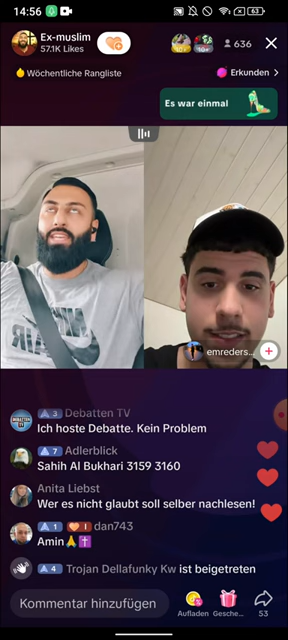 14:56
63
Ex-muslim
57.1K Likes
636
Wöchentliche Rangliste
Erkunden >
Es war einmal
NIKE AIR
emreders...
3 Debatten TV
Ich hoste Debatte. Kein Problem
7 Adlerblick
Sahih Al Bukhari 3159 3160
Anita Liebst
Wer es nicht glaubt soll selber nachlesen!
1 I dan743
Amin🙏✝️
4 Trojan Dellafunky Kw ist beigetreten
Kommentar hinzufügen
Aufladen
Gesche...
53